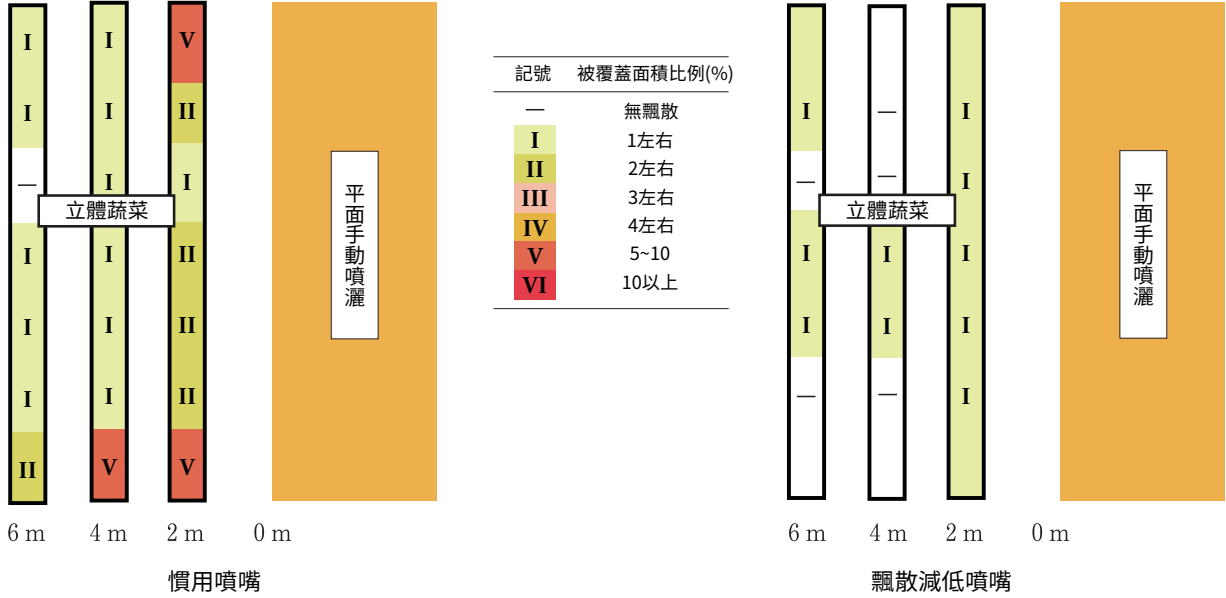 I I V
I I II
— I I
立體蔬菜
I I II
I I II
I I II
II V V
平面手動噴灑
6 m 4 m 2 m 0 m
慣用噴嘴
記號 被覆蓋面積比例(%)
— 無飄散
I 1左右
II 2左右
III 3左右
IV 4左右
V 5~10
VI 10以上
I — I
— — I
立體蔬菜
I I I
I I I
— — I
平面手動噴灑
6 m 4 m 2 m 0 m
飄散減低噴嘴